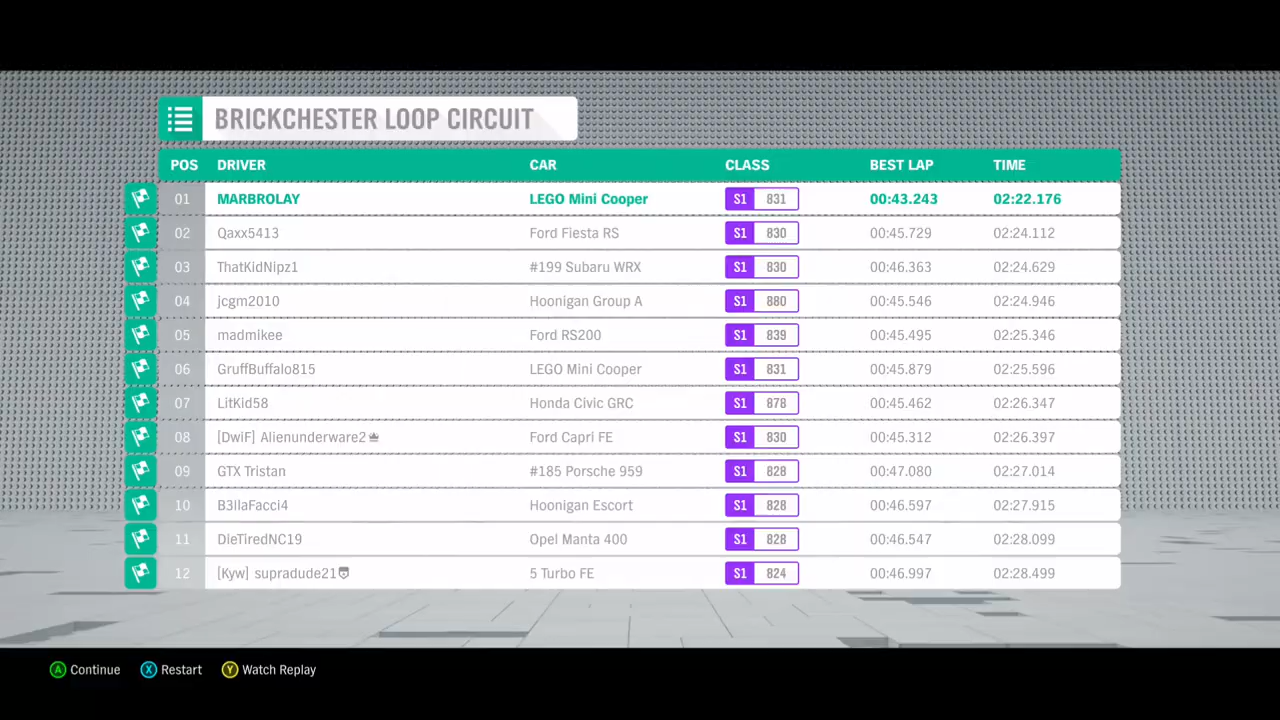 BRICKCHESTER LOOP CIRCUIT
POS DRIVER CAR CLASS BEST LAP TIME
01 MARBROLAY LEGO Mini Cooper S1 831 00:43.243 02:22.176
02 Qaxx5413 Ford Fiesta RS S1 830 00:45.729 02:24.112
03 ThatKidNipz1 #199 Subaru WRX S1 830 00:46.363 02:24.629
04 jcgm2010 Hoonigan Group A S1 880 00:45.546 02:24.946
05 madmikee Ford RS200 S1 839 00:45.495 02:25.346
06 GruffBuffalo815 LEGO Mini Cooper S1 831 00:45.879 02:25.596
07 LitKid58 Honda Civic GRC S1 878 00:45.462 02:26.347
08 [DwiF] Alienunderware2 Ford Capri FE S1 830 00:45.312 02:26.397
09 GTX Tristan #185 Porsche 959 S1 828 00:47.080 02:27.014
10 B3ilaFacci4 Hoonigan Escort S1 828 00:46.597 02:27.915
11 DieTiredNC19 Opel Manta 400 S1 828 00:46.547 02:28.099
12 [Kyw] supradude21 5 Turbo FE S1 824 00:46.997 02:28.499
A Continue X Restart Y Watch Replay